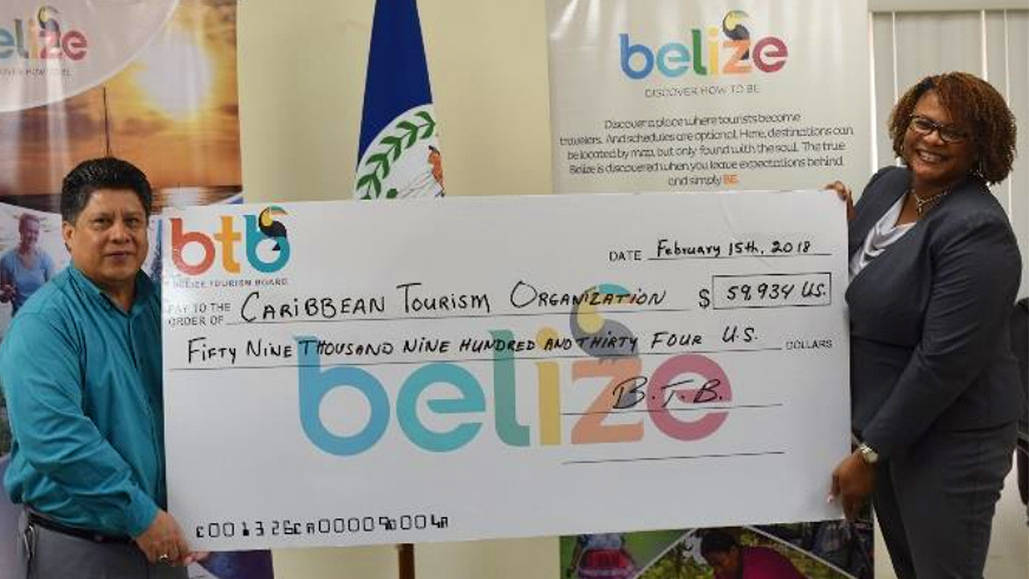 belize
belize
DISCOVER HOW TO BE
Discover a place where tourists become
travelers. And schedules are optional. Here, destinations can
be located by map, but only found with the soul. The true
Belize is discovered when you leave expectations behind
and simply BE.
btb
BELIZE TOURISM BOARD
DATE February 15th, 2018
PAY TO THE
ORDER OF CARIBBEAN TOURISM ORGANIZATION $ 59,934 US.
FIFTY NINE THOUSAND NINE HUNDRED AND THIRTY FOUR U.S. DOLLARS
belize
B.T.B.